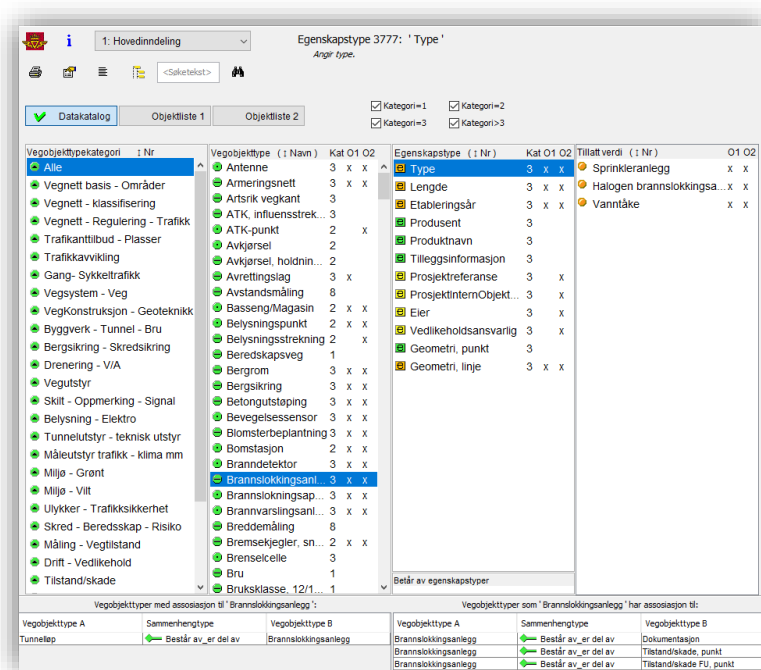 i 1: Hovedinndeling Egenskapstype 3777: ' Type '
Angir type.
<Søketekst>
Datakatalog Objektliste 1 Objektliste 2
Kategori=1 Kategori=2
Kategori=3 Kategori>3
Vegobjekttypekategori ↕ Nr
Alle
Vegnett basis - Områder
Vegnett - klassifisering
Vegnett - Regulering - Trafikk
Trafikanttilbud - Plasser
Trafikkavvikling
Gang- Sykkeltrafikk
Vegsystem - Veg
VegKonstruksjon - Geoteknikk
Byggverk - Tunnel - Bru
Bergsikring - Skredsikring
Drenering - V/A
Vegutstyr
Skilt - Oppmerking - Signal
Belysning - Elektro
Tunnelutstyr - teknisk utstyr
Måleutstyr trafikk - klima mm
Miljø - Grønt
Miljø - Vilt
Ulykker - Trafikksikkerhet
Skred - Beredsskap - Risiko
Måling - Vegtilstand
Drift - Vedlikehold
Tilstand/skade
Vegobjekttype ( ↕ Navn ) Kat O1 O2
Antenne 3 x x
Armeringsnett 3 x x
Artsrik vegkant 3
ATK, influensstrek... 3
ATK-punkt 2 x
Avkjørsel 2
Avkjørsel, holdnin... 2
Avrettingslag 3 x
Avstandsmåling 8
Basseng/Magasin 2 x x
Belysningspunkt 2 x x
Belysningsstrekning 2 x
Beredskapsveg 1
Bergrom 3 x x
Bergsikring 3 x x
Betongutstøping 3 x x
Bevegelsessensor 3 x x
Blomsterbeplantning 3 x x
Bomstasjon 2 x x
Branndetektor 3 x x
Brannslokkingsanl... 3 x x
Brannslokningsap... 3 x x
Brannvarslingsanl... 3 x x
Breddemåling 8
Bremsekjegler, sn... 2 x x
Brenselcelle 3
Bru 1
Bruksklasse, 12/1... 1
Egenskapstype ( ↕ Nr ) Kat O1 O2
Type 3 x x
Lengde 3 x x
Etableringsår 3 x x
Produsent 3
Produktnavn 3
Tilleggsinformasjon 3
Prosjektreferanse 3 x
ProsjektInternObjekt... 3 x
Eier 3 x
Vedlikeholdsansvarlig 3 x
Geometri, punkt 3
Geometri, linje 3 x x
Betår av egenskapstyper
Tillatt verdi ( ↕ Nr ) O1 O2
Sprinkleranlegg x x
Halogen brannslokkingsa... x x
Vanntåke x x
Vegobjekttyper med assosiasjon til ' Brannslokkingsanlegg ':
Vegobjekttype A Sammenhengtype Vegobjekttype B
Tunnelløp Består av_er del av Brannslokkingsanlegg
Vegobjekttyper som ' Brannslokkingsanlegg ' har assosiasjon til:
Vegobjekttype A Sammenhengtype Vegobjekttype B
Brannslokkingsanlegg Består av_er del av Dokumentasjon
Brannslokkingsanlegg Består av_er del av Tilstand/skade, punkt
Brannslokkingsanlegg Består av_er del av Tilstand/skade FU, punkt